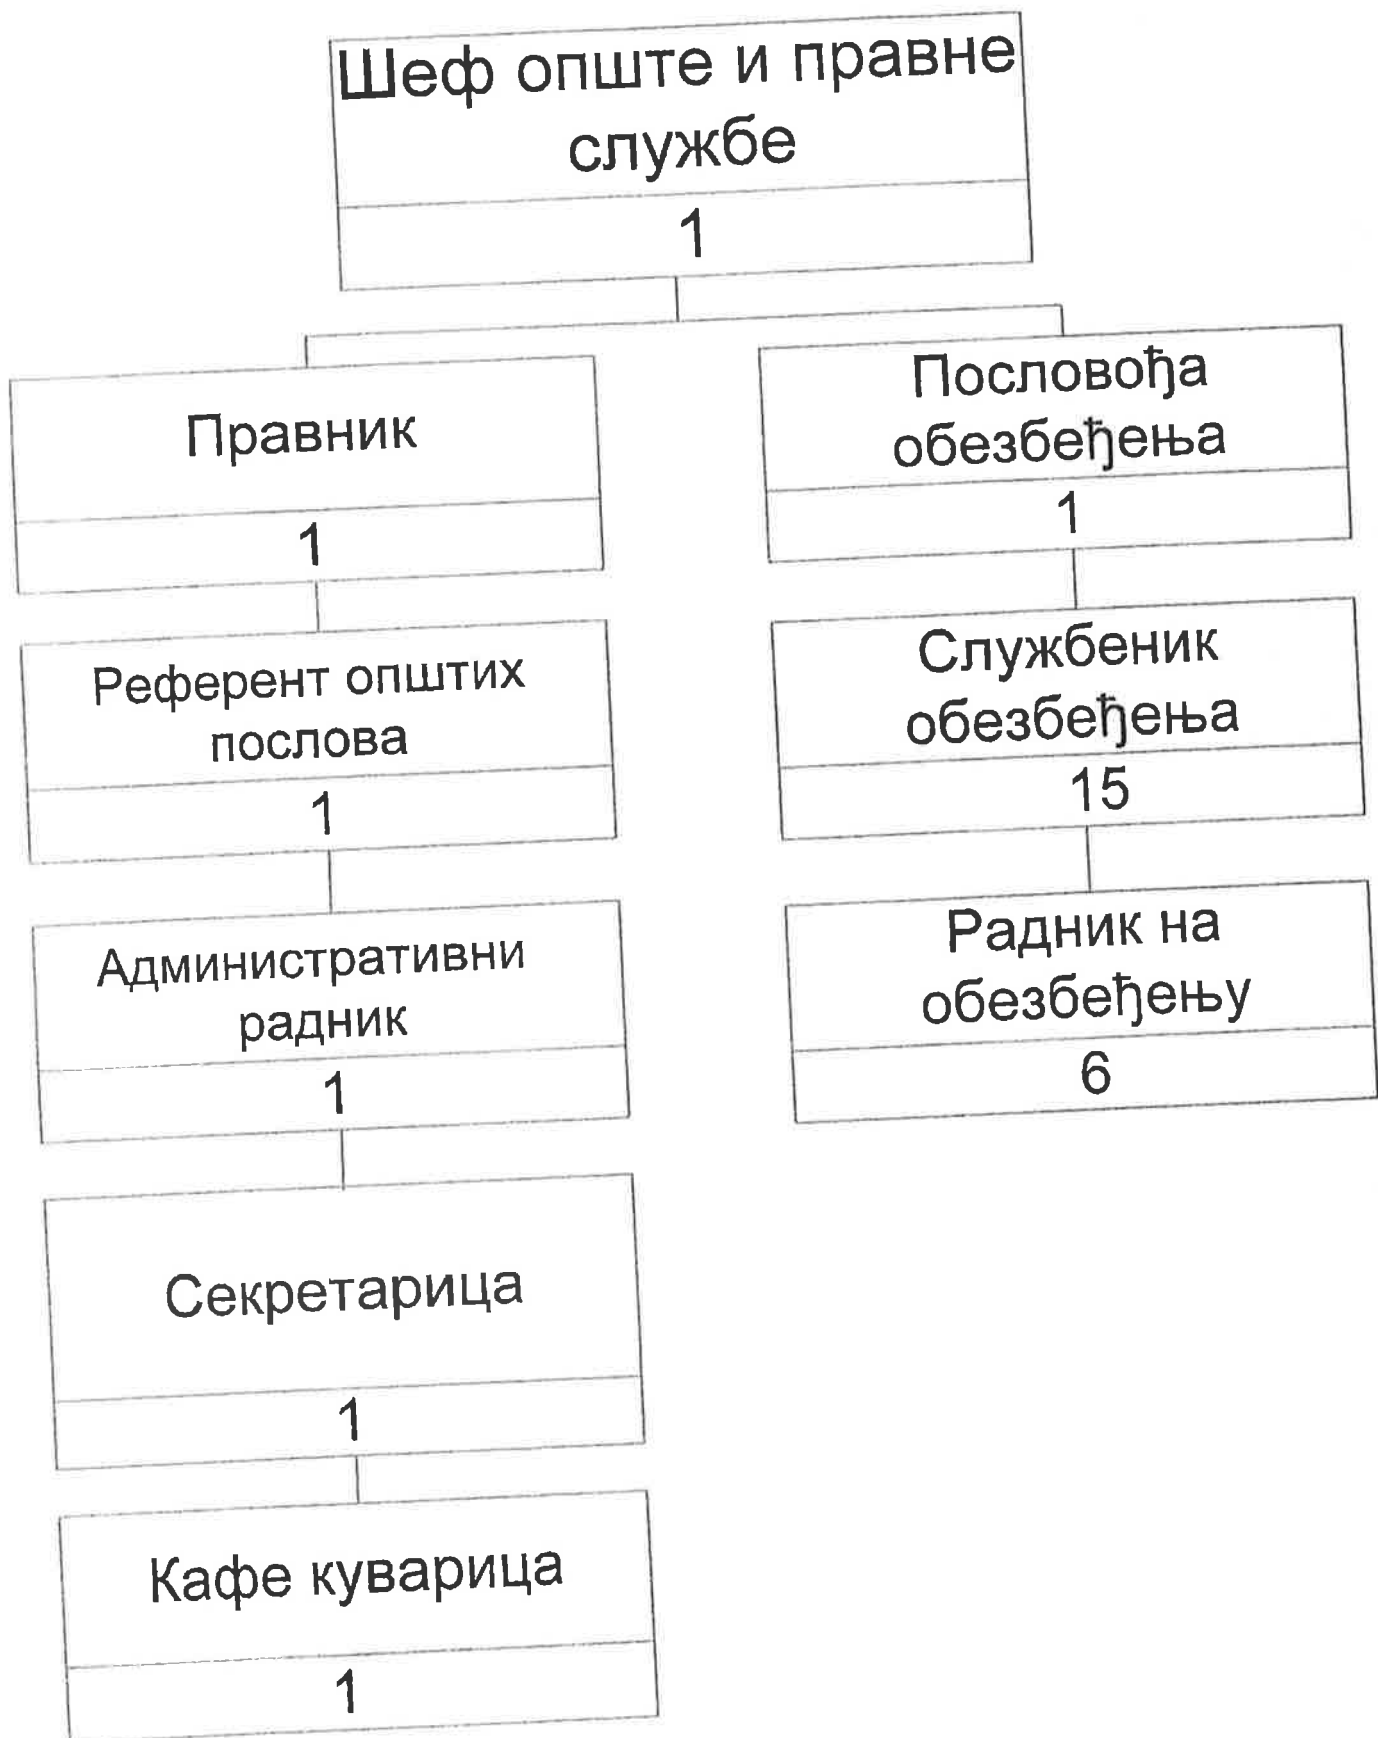 Шеф опште и правне
службе
1
Правник
1
Референт општих
послова
1
Административни
радник
1
Секретарица
1
Кафе куварица
1
Пословођа
обезбеђења
1
Службеник
обезбеђења
15
Радник на
обезбеђењу
6